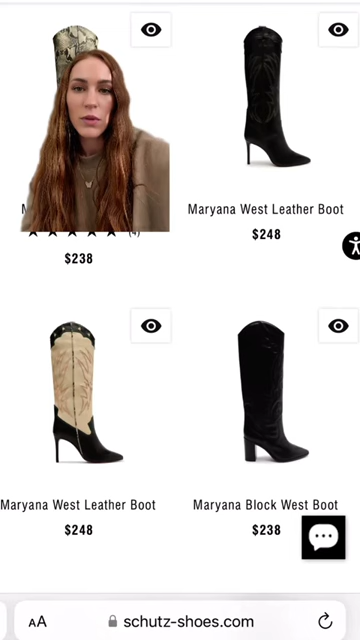 (4)
$238
Maryana West Leather Boot
$248
Maryana West Leather Boot
$248
Maryana Block West Boot
$238
AA
schutz-shoes.com